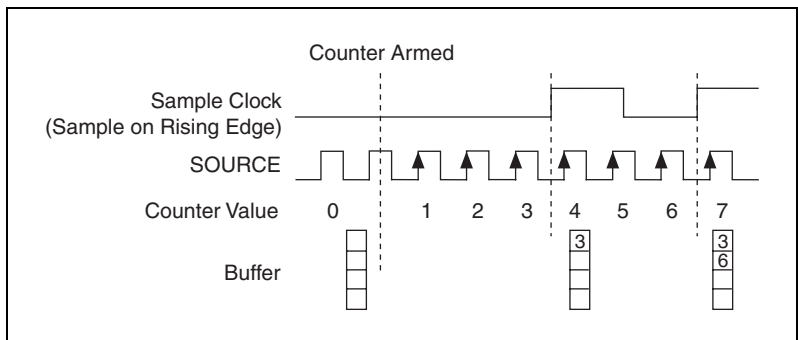 Counter Armed
Sample Clock
(Sample on Rising Edge)
SOURCE
Counter Value 0 1 2 3 4 5 6 7
Buffer
3
3
6